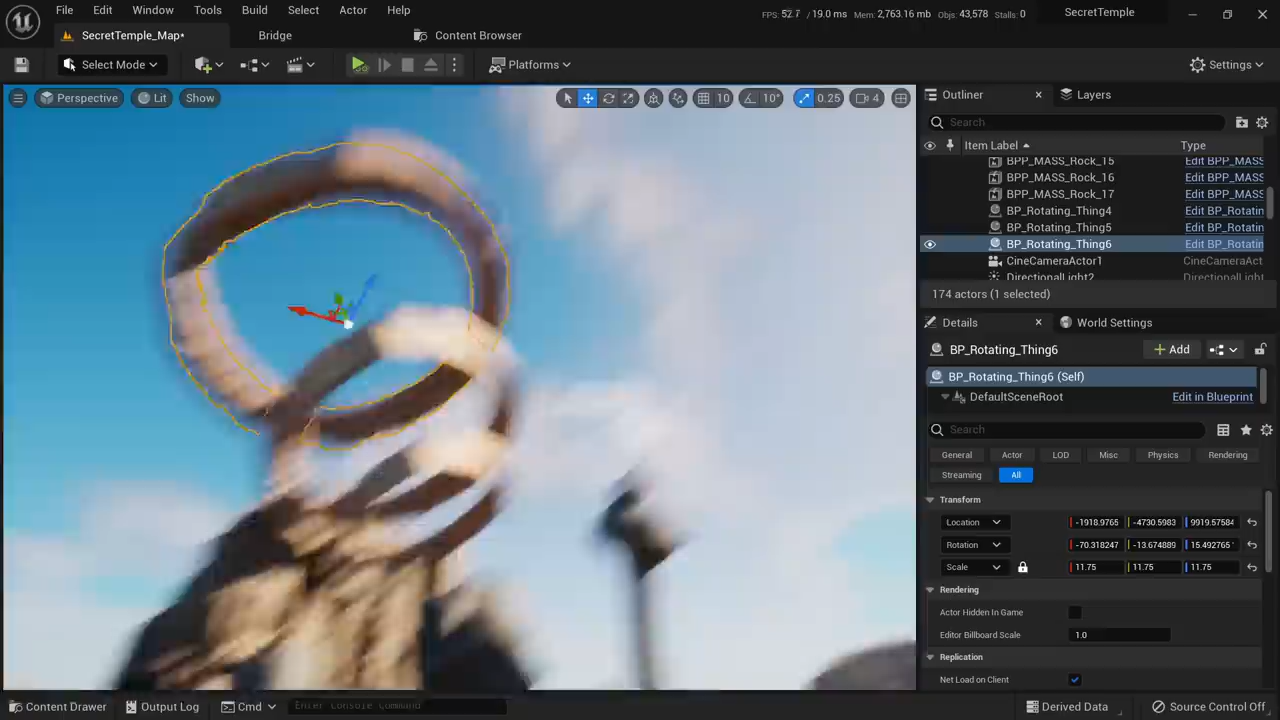 File Edit Window Tools Build Select Actor Help
FPS: 52.7 / 19.0 ms Mem: 2,763.16 mb Objs: 43,578 Stalls: 0 SecretTemple
SecretTemple_Map* Bridge Content Browser
Select Mode Platforms Settings
Perspective Lit Show 10 10° 0.25 4
Outliner Layers
Search
Item Label Type
BPP_MASS_Rock_15 Edit BPP_MASS
BPP_MASS_Rock_16 Edit BPP_MASS
BPP_MASS_Rock_17 Edit BPP_MASS
BP_Rotating_Thing4 Edit BP_Rotatin
BP_Rotating_Thing5 Edit BP_Rotatin
BP_Rotating_Thing6 Edit BP_Rotatin
CineCameraActor1 CineCameraAct
DirectionalLight2 DirectionalLight
174 actors (1 selected)
Details World Settings
BP_Rotating_Thing6 Add
BP_Rotating_Thing6 (Self)
DefaultSceneRoot Edit in Blueprint
Search
General Actor LOD Misc Physics Rendering
Streaming All
Transform
Location -1918.9765 -4730.5983 9919.57584
Rotation -70.318247 -13.674889 15.492765 °
Scale 11.75 11.75 11.75
Rendering
Actor Hidden In Game
Editor Billboard Scale 1.0
Replication
Net Load on Client
Content Drawer Output Log Cmd Enter Console Command Derived Data Source Control Off